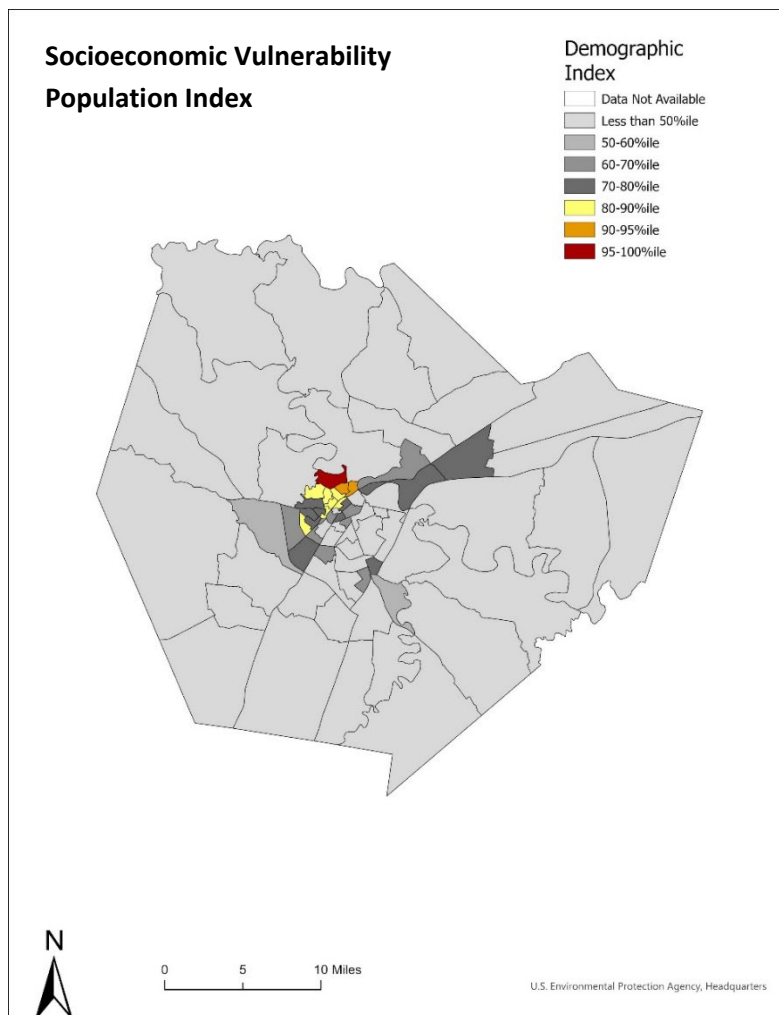 Socioeconomic Vulnerability
Population Index
Demographic
Index
Data Not Available
Less than 50%ile
50-60%ile
60-70%ile
70-80%ile
80-90%ile
90-95%ile
95-100%ile
N
0 5 10 Miles
U.S. Environmental Protection Agency, Headquarters